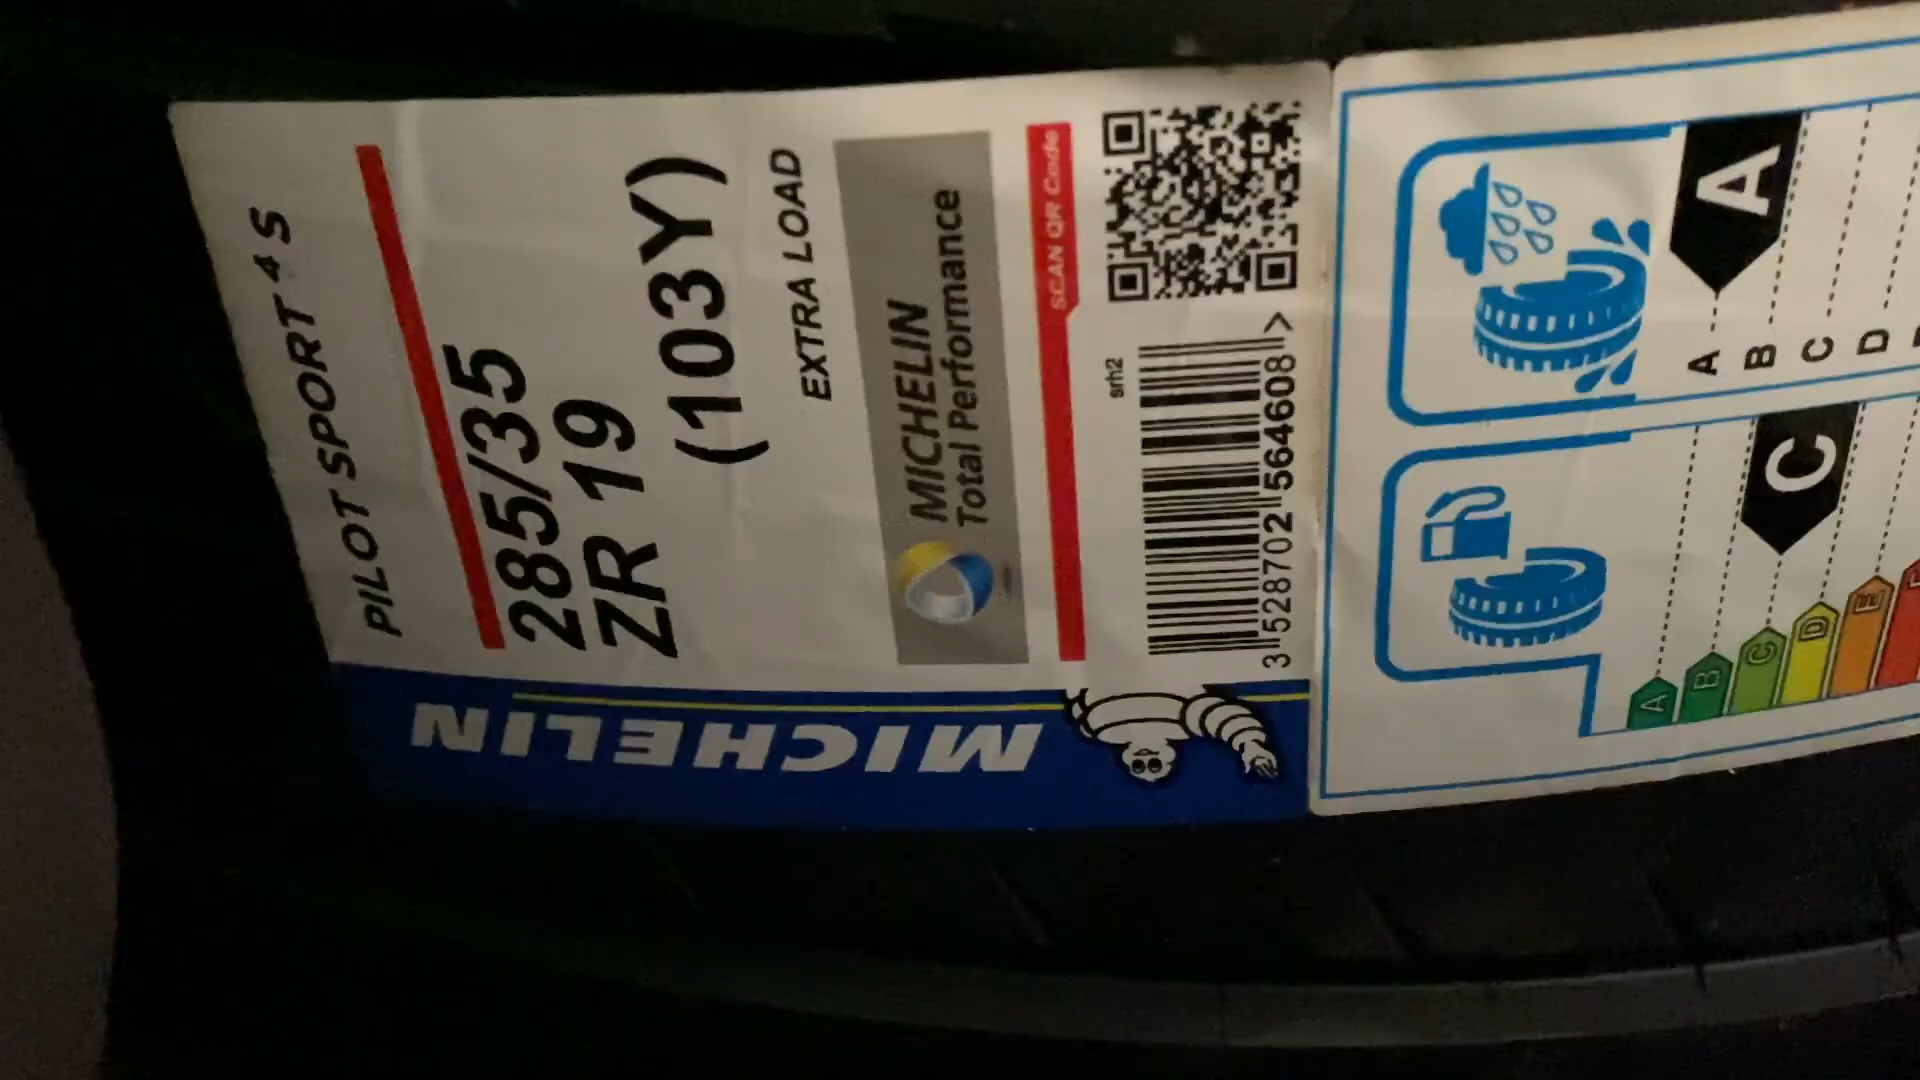 MICHELIN
PILOT SPORT 4 S
285/35
ZR 19
(103Y)
EXTRA LOAD
MICHELIN
Total Performance
SCAN QR Code
srh2
3 528702 564608 >
A
A
B
C
D
C
A
B
C
D
E